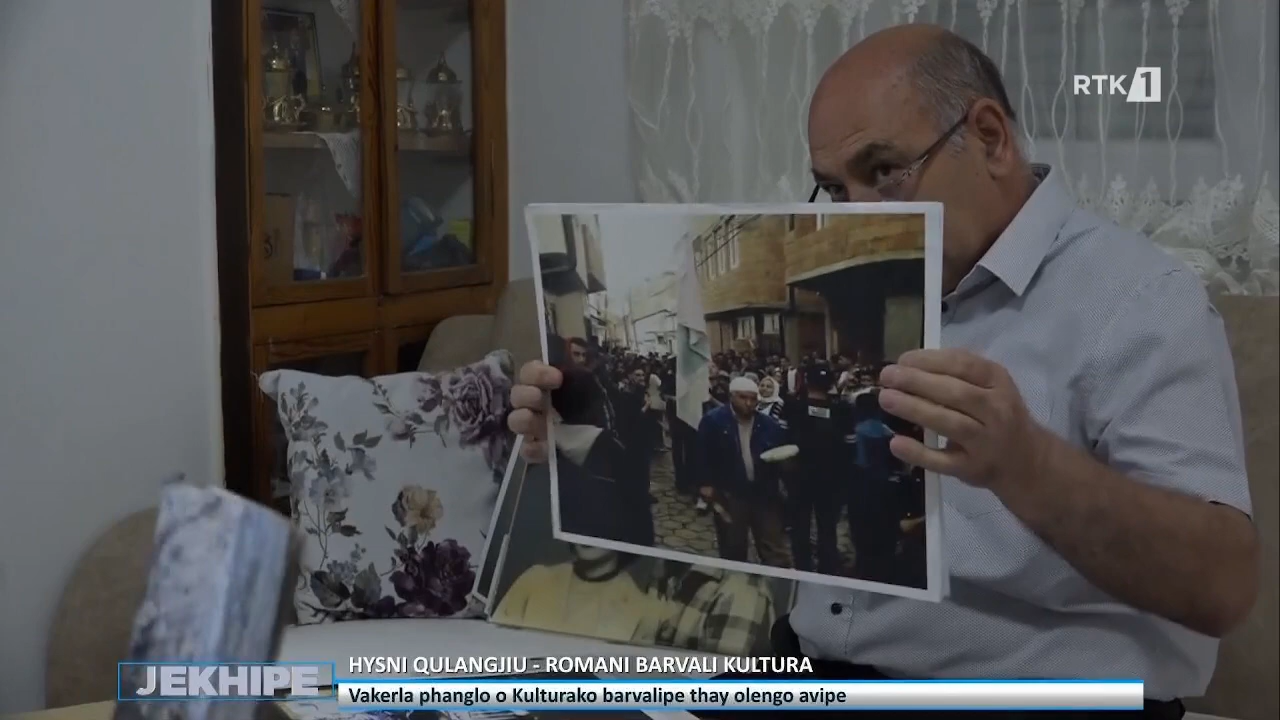 RTK 1
HYSNI QULANGJIU - ROMANI BARVALI KULTURA
JEKHIPE
Vakerla phanglo o Kulturako barvalipe thay olengo avipe